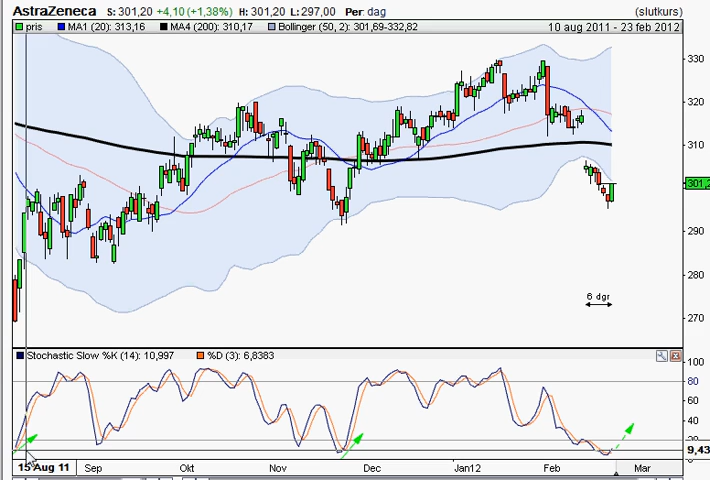 AstraZeneca S: 301,20 +4,10 (+1,38%) H: 301,20 L: 297,00 Per: dag (slutkurs)
pris MA1 (20): 313,16 MA4 (200): 310,17 Bollinger (50, 2): 301,69-332,82 10 aug 2011 - 23 feb 2012
330
320
310
301,2
290
280
6 dgr
270
Stochastic Slow %K (14): 10,997 %D (3): 6,8383
100
80
60
40
20
9,43
15 Aug 11 Sep Okt Nov Dec Jan12 Feb Mar